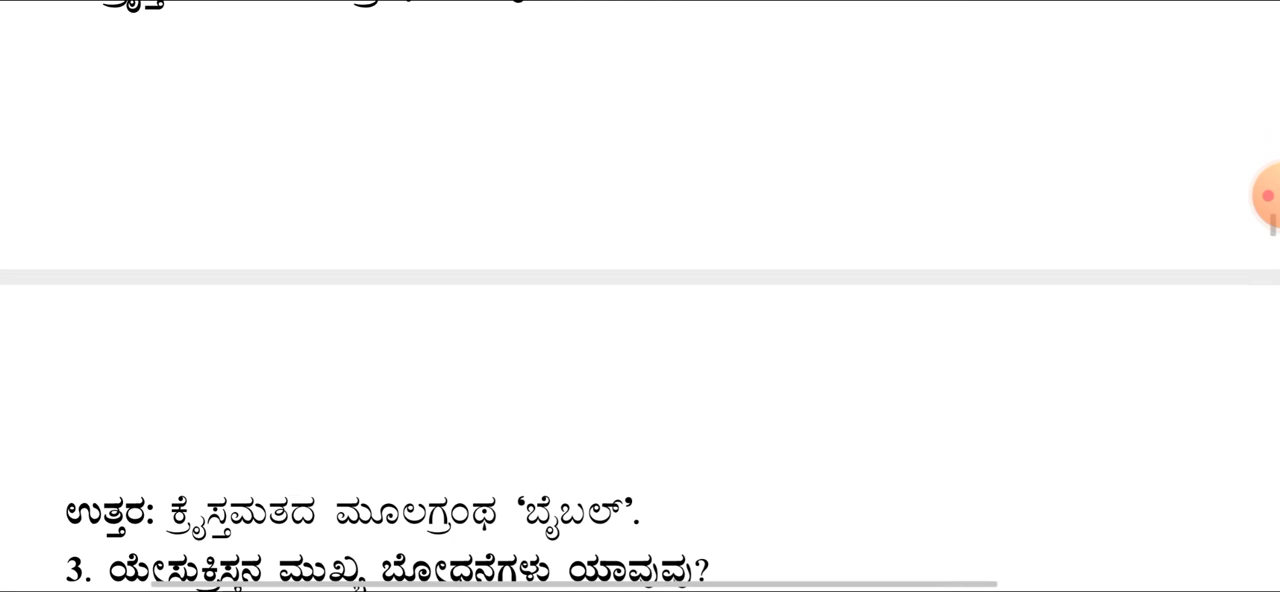 ಉತ್ತರ: ಕ್ರೈಸ್ತಮತದ ಮೂಲಗ್ರಂಥ ‘ಬೈಬಲ್’.
3. ಯೇಸುಕ್ರಿಸ್ತನ ಮುಖ್ಯ ಬೋಧನೆಗಳು ಯಾವುವು?